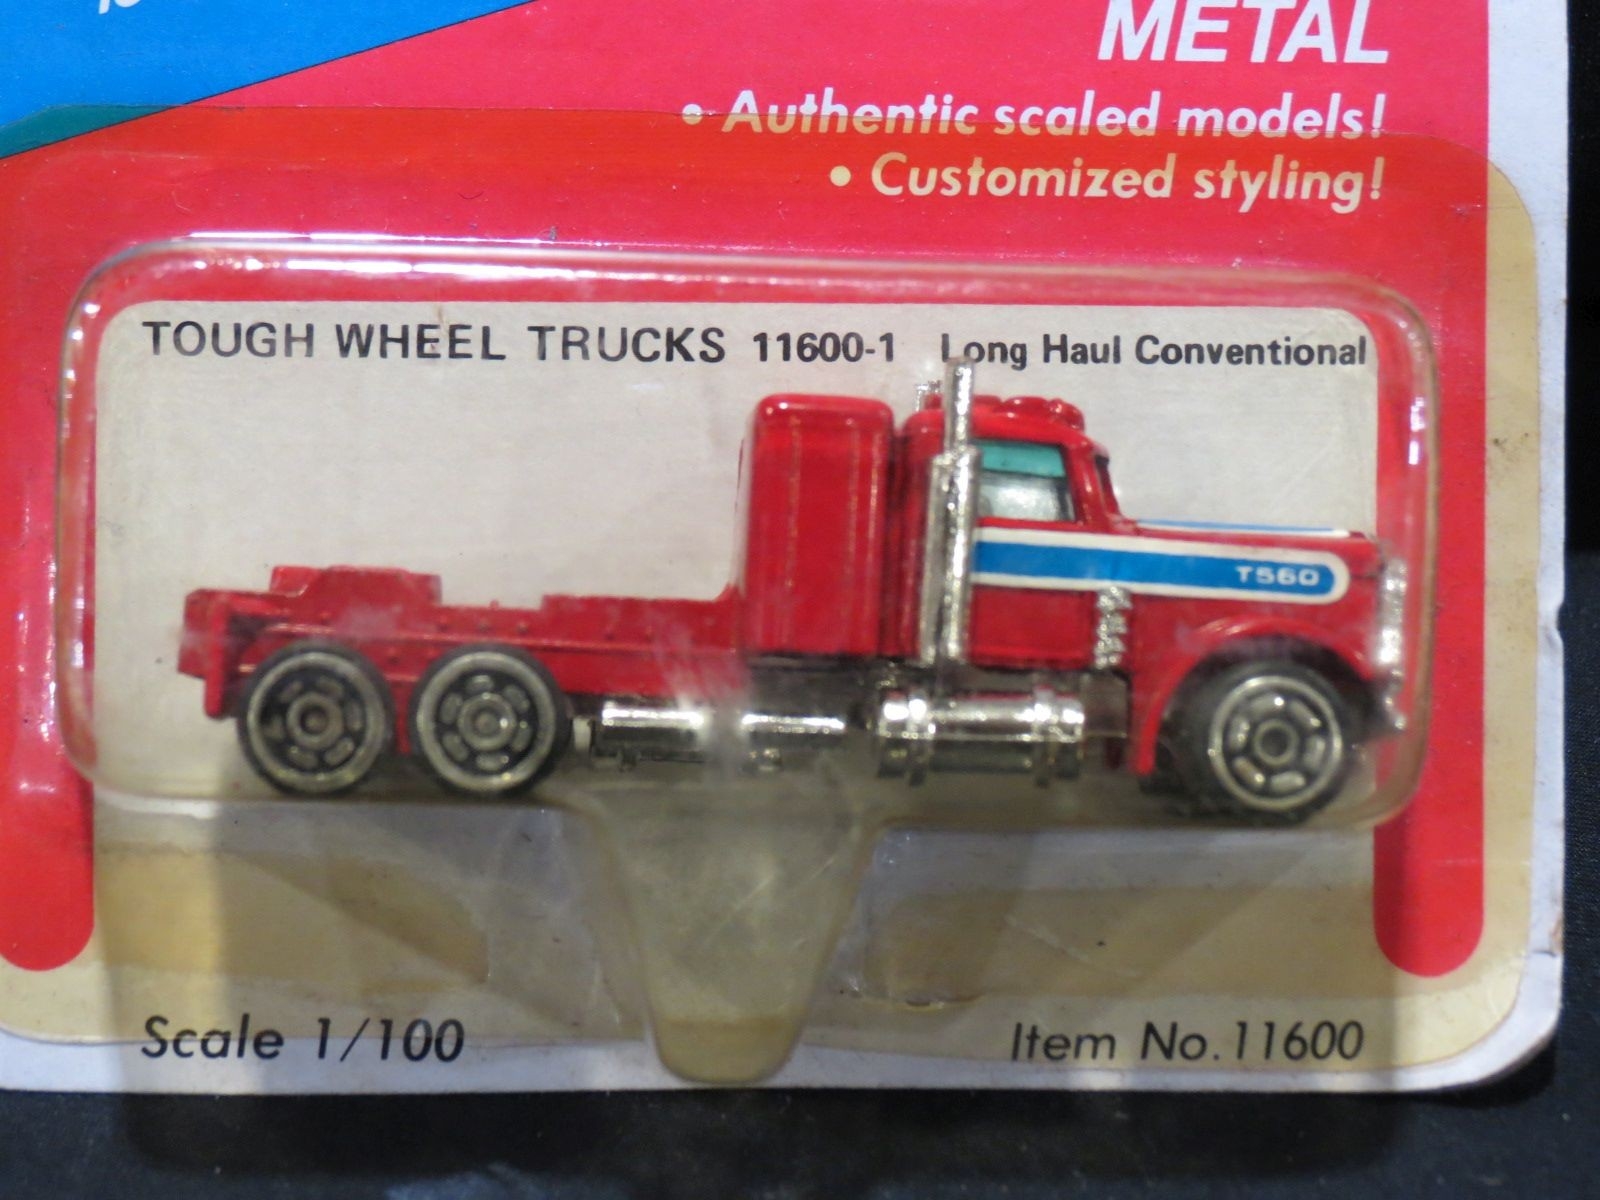 METAL
• Authentic scaled models!
• Customized styling!
TOUGH WHEEL TRUCKS 11600-1 Long Haul Conventional
T560
Scale 1/100
Item No. 11600